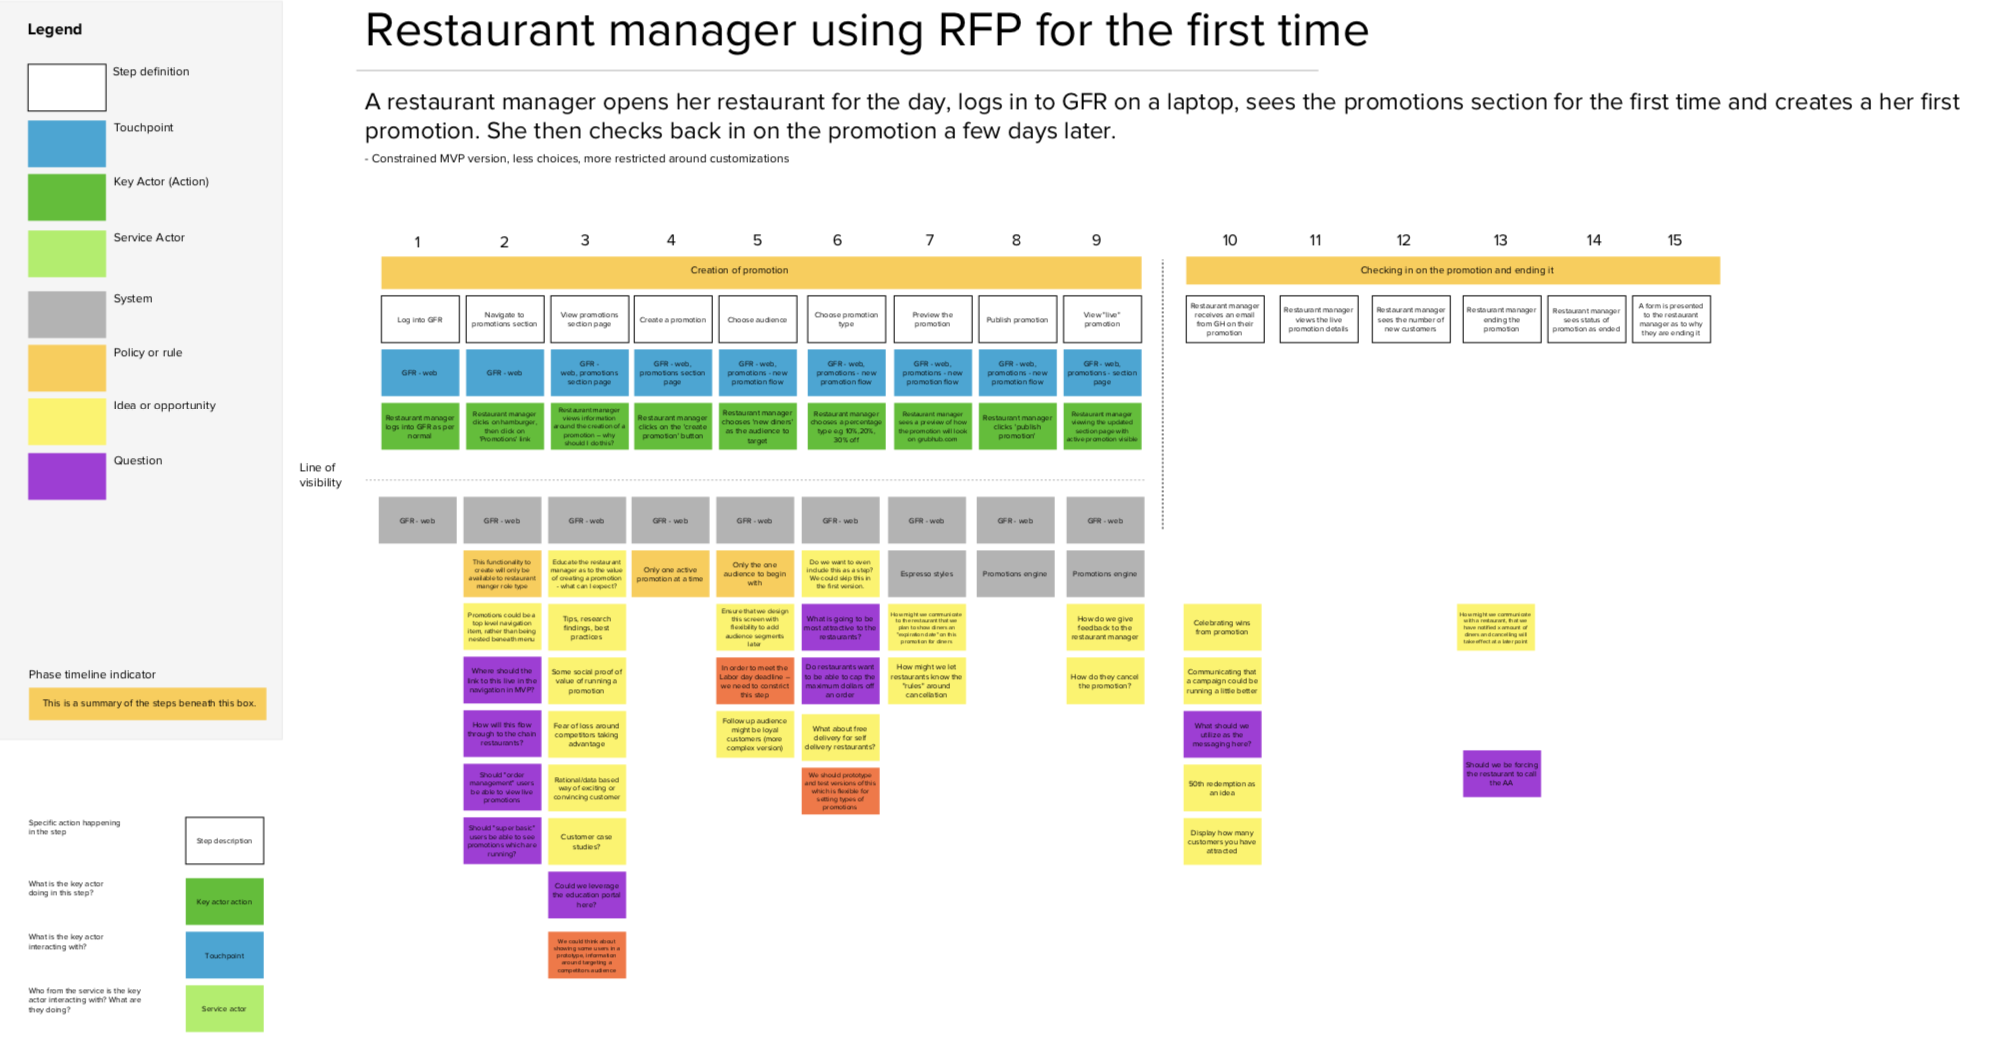 Legend
Step definition
Touchpoint
Key Actor (Action)
Service Actor
System
Policy or rule
Idea or opportunity
Question
Phase timeline indicator
This is a summary of the steps beneath this box.
Specific action happening
in the step
Step description
What is the key actor
doing in this step?
Key actor action
What is the key actor
interacting with?
Touchpoint
Who from the service is the key
actor interacting with? What are
they doing?
Service actor
Restaurant manager using RFP for the first time
A restaurant manager opens her restaurant for the day, logs in to GFR on a laptop, sees the promotions section for the first time and creates a her first
promotion. She then checks back in on the promotion a few days later.
- Constrained MVP version, less choices, more restricted around customizations
1 2 3 4 5 6 7 8 9 10 11 12 13 14 15
Creation of promotion
Checking in on the promotion and ending it
Log into GFR
Navigate to
promotions section
View promotions
section page
Create a promotion
Choose audience
Choose promotion
type
Preview the
promotion
Publish promotion
View "live"
promotion
Restaurant manager
receives an email
from GH on their
promotion
Restaurant manager
views the live
promotion details
Restaurant manager
sees the number of
new customers
Restaurant manager
ending the
promotion
Restaurant manager
sees status of
promotion as ended
A form is presented
to the restaurant
manager as to why
they are ending it
GFR - web
GFR - web
GFR -
web, promotions
section page
GFR - web,
promotions section
page
GFR - web,
promotions - new
promotion flow
GFR - web,
promotions - new
promotion flow
GFR - web,
promotions - new
promotion flow
GFR - web,
promotions - new
promotion flow
GFR - web,
promotions - section
page
Restaurant manager
logs into GFR as per
normal
Restaurant manager
clicks on hamburger,
then click on
'Promotions' link
Restaurant manager
views information
around the creation of a
promotion – why
should I do this?
Restaurant manager
clicks on the 'create
promotion' button
Restaurant manager
chooses 'new diners'
as the audience to
target
Restaurant manager
chooses a percentage
type eg 10%,20%,
30% off
Restaurant manager
sees a preview of how
the promotion will look
on grubhub.com
Restaurant manager
clicks 'publish
promotion'
Restaurant manager
viewing the updated
section page with
active promotion visible
Line of
visibility
GFR - web
GFR - web
GFR - web
GFR - web
GFR - web
GFR - web
GFR - web
GFR - web
GFR - web
This functionality to
create will only be
available to restaurant
manger role type
Educate the restaurant
manager as to the value
of creating a promotion
- what can I expect?
Only one active
promotion at a time
Only the one
audience to begin
with
Do we want to even
include this as a step?
We could skip this in
the first version.
Espresso styles
Promotions engine
Promotions engine
Promotions could be a
top level navigation
item, rather than being
nested beneath menu
Tips, research
findings, best
practices
Ensure that we design
this screen with
flexibility to add
audience segments
later
What is going to be
most attractive to the
restaurants?
How might we communicate
to the restaurant that we
plan to show diners an
"expiration date" on this
promotion for diners
How do we give
feedback to the
restaurant manager
Celebrating wins
from promotion
How might we communicate
with a restaurant, that we
have notified x amount of
diners and cancelling will
take effect at a later point
Where should the
link to this live in the
navigation in MVP?
Some social proof of
value of running a
promotion
In order to meet the
Labor day deadline –
we need to constrict
this step
Do restaurants want
to be able to cap the
maximum dollars off
an order
How might we let
restaurants know the
"rules" around
cancellation
How do they cancel
the promotion?
Communicating that
a campaign could be
running a little better
How will this flow
through to the chain
restaurants?
Fear of loss around
competitors taking
advantage
Follow up audience
might be loyal
customers (more
complex version)
What about free
delivery for self
delivery restaurants?
What should we
utilize as the
messaging here?
Should "order
management" users
be able to view live
promotions
Rational/data based
way of exciting or
convincing customer
We should prototype
and test versions of this
which is flexible for
setting types of
promotions
50th redemption as
an idea
Should we be forcing
the restaurant to call
the AA
Should "super basic"
users be able to see
promotions which are
running?
Customer case
studies?
Display how many
customers you have
attracted
Could we leverage
the education portal
here?
We could think about
showing some users in a
prototype, information
around targeting a
competitors audience